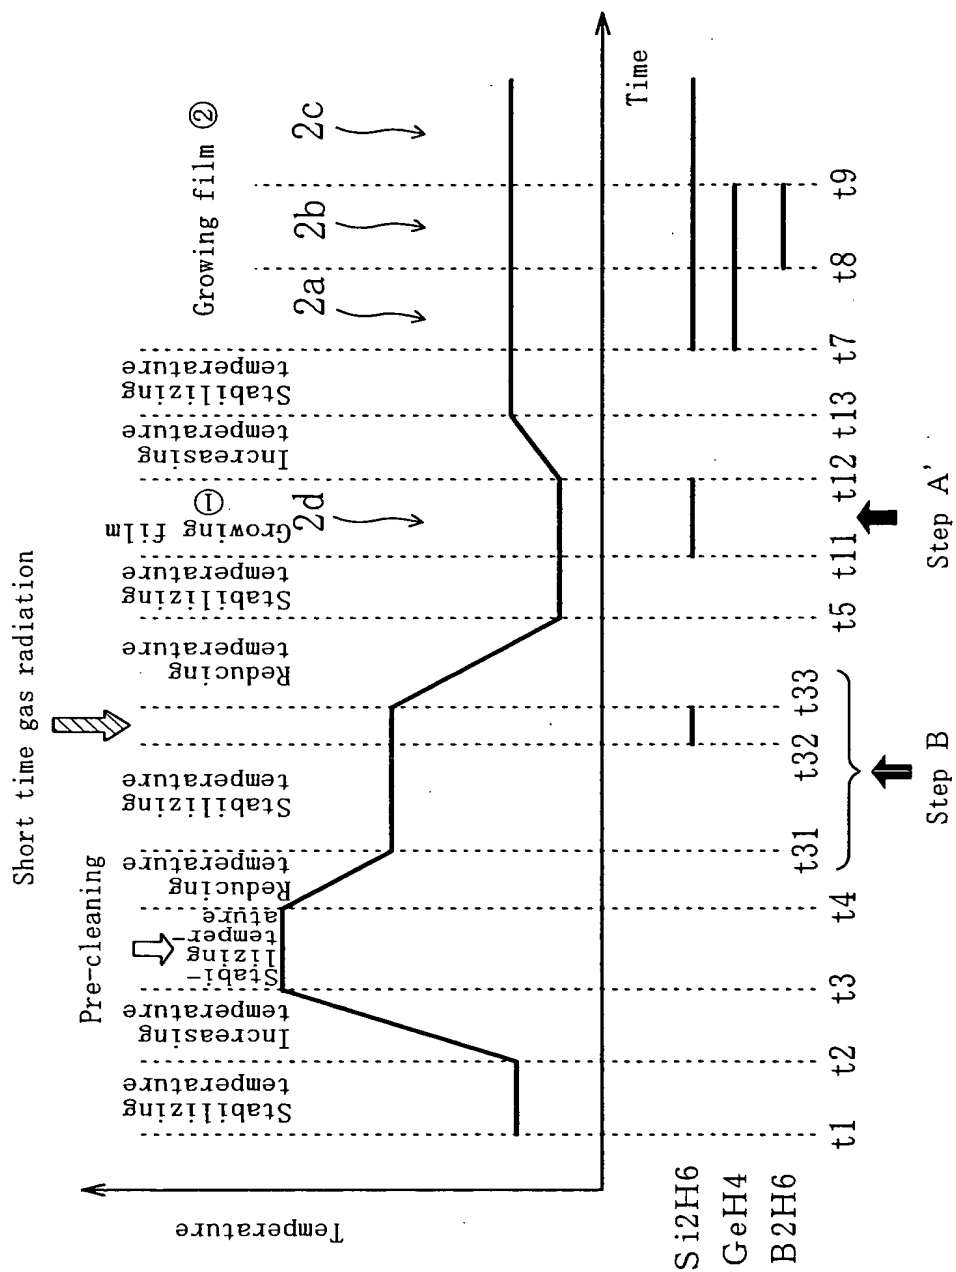 Short time gas radiation
Pre-cleaning
Growing film ②
Temperature
Stabilizing
temperature
Increasing
temperature
Stabi-
lizing
temper-
ature
Reducing
temperature
Stabilizing
temperature
Reducing
temperature
Stabilizing
temperature
Growing film
①
Increasing
temperature
Stabilizing
temperature
2d
2a
2b
2c
Time
Si2H6
GeH4
B2H6
t1
t2
t3
t4
t31
t32
t33
t5
t11
t12
t13
t7
t8
t9
Step B
Step A'